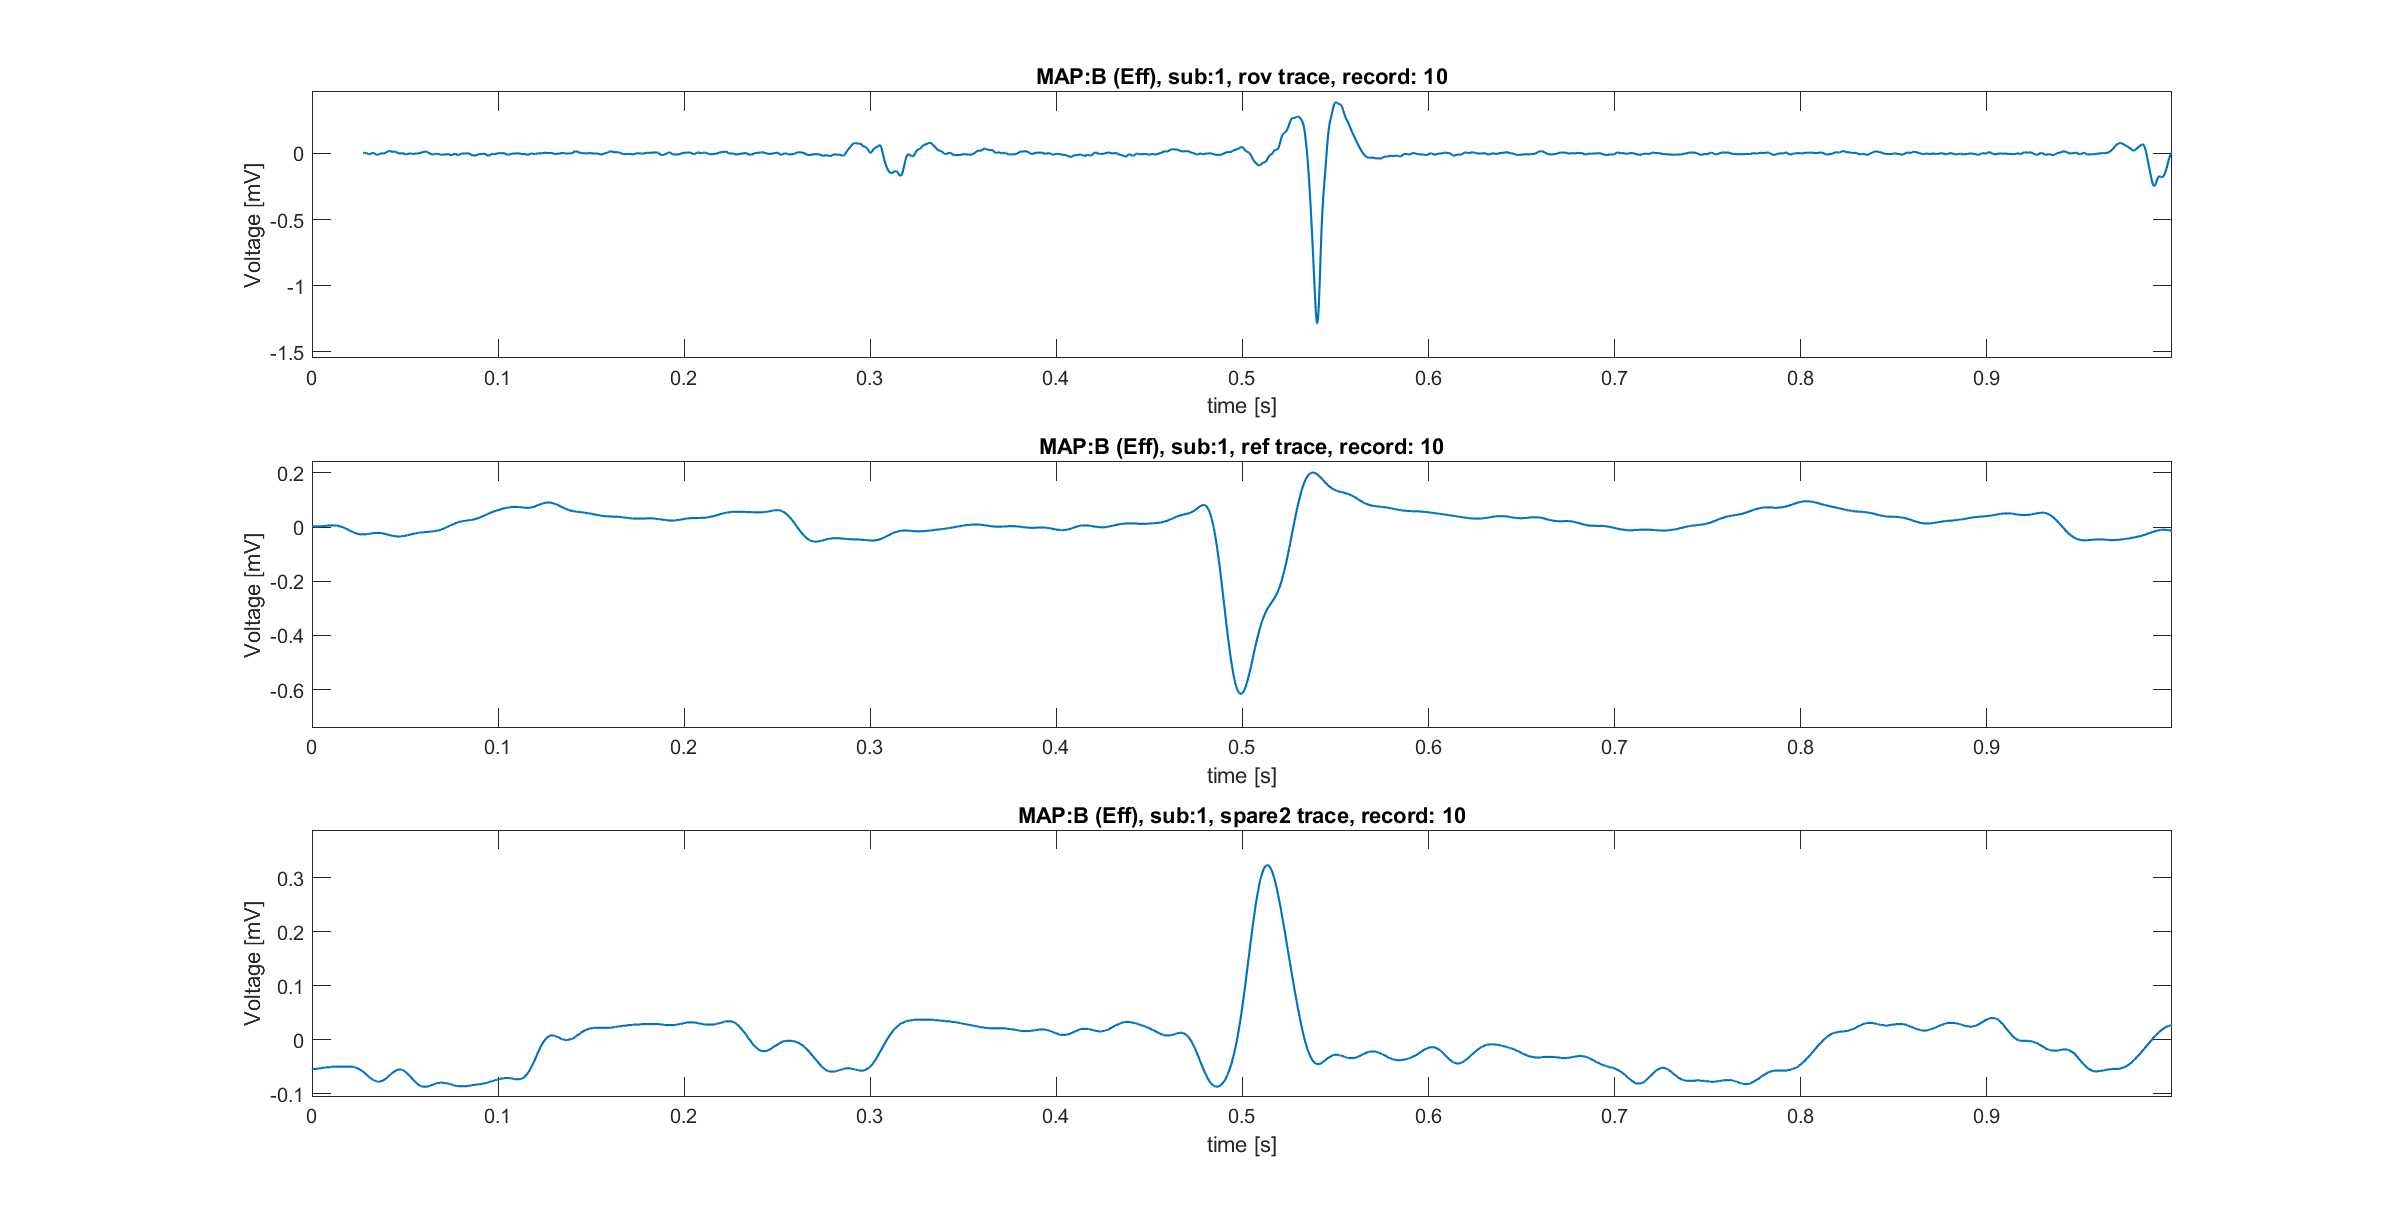 MAP:B (Eff), sub:1, rov trace, record: 10
Voltage [mV]
0
-0.5
-1
-1.5
0 0.1 0.2 0.3 0.4 0.5 0.6 0.7 0.8 0.9
time [s]
MAP:B (Eff), sub:1, ref trace, record: 10
Voltage [mV]
0.2
0
-0.2
-0.4
-0.6
0 0.1 0.2 0.3 0.4 0.5 0.6 0.7 0.8 0.9
time [s]
MAP:B (Eff), sub:1, spare2 trace, record: 10
Voltage [mV]
0.3
0.2
0.1
0
-0.1
0 0.1 0.2 0.3 0.4 0.5 0.6 0.7 0.8 0.9
time [s]